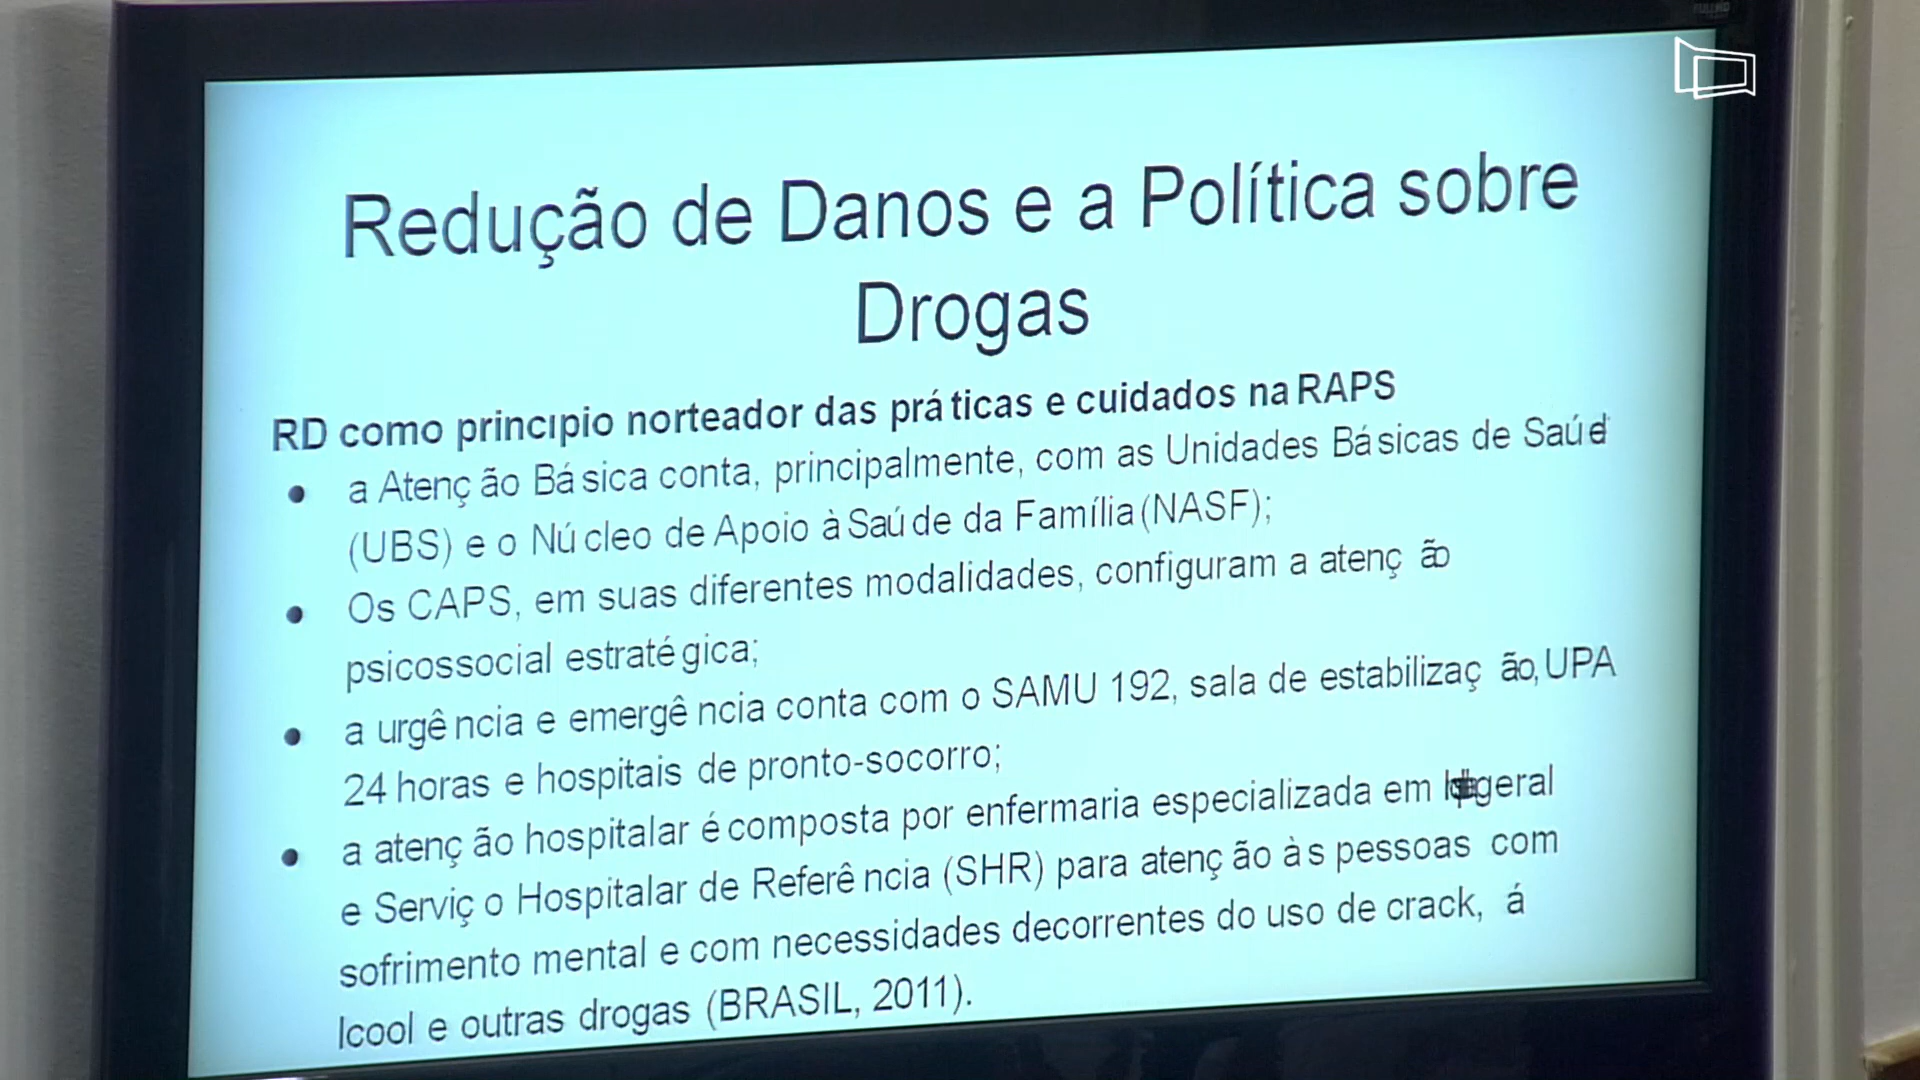 Redução de Danos e a Política sobre
Drogas
RD como princıpio norteador das prá ticas e cuidados na RAPS
a Atenç ão Bá sica conta, principalmente, com as Unidades Básicas de Saúd
(UBS) e o Nú cleo de Apoio à Saú de da Família (NASF);
Os CAPS, em suas diferentes modalidades, configuram a atenç ão
psicossocial estraté gica;
a urgê ncia e emergê ncia conta com o SAMU 192, sala de estabilizaç ão, UPA
24 horas e hospitais de pronto-socorro;
a atenç ão hospitalar é composta por enfermaria especializada em geral
e Serviç o Hospitalar de Referê ncia (SHR) para atenç ão às pessoas com
sofrimento mental e com necessidades decorrentes do uso de crack, á
lcool e outras drogas (BRASIL, 2011).